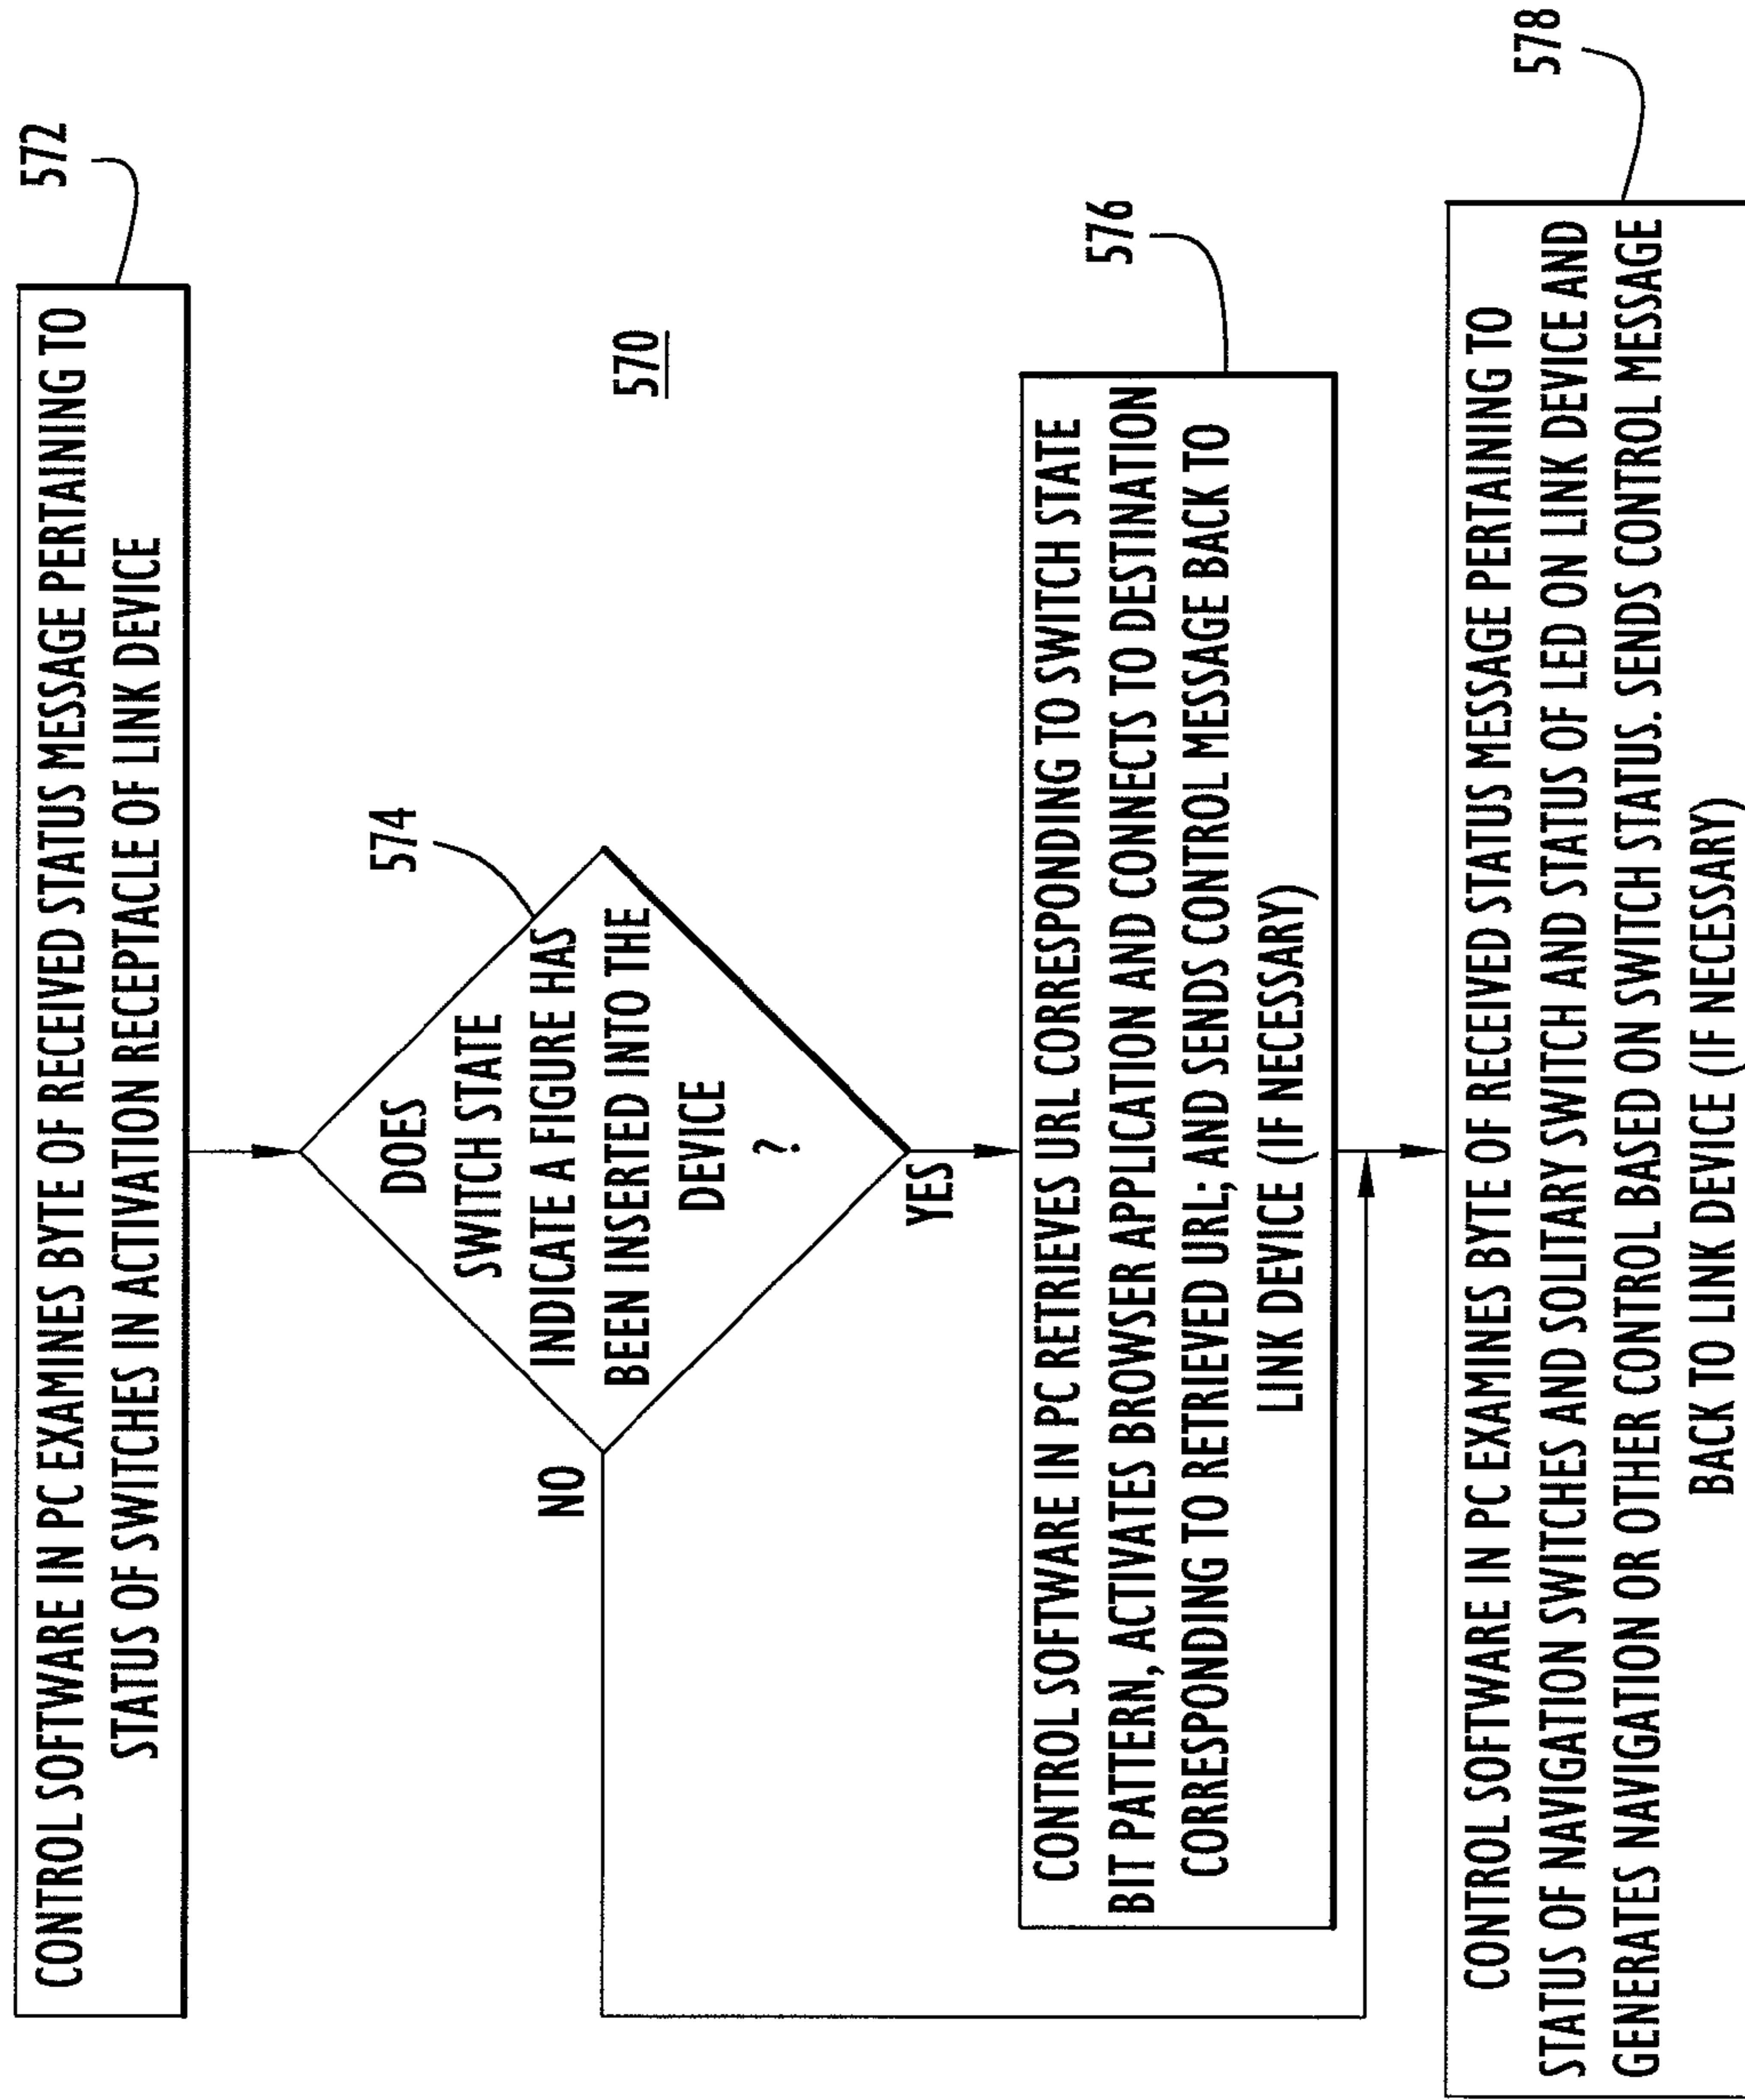 572
CONTROL SOFTWARE IN PC EXAMINES BYTE OF RECEIVED STATUS MESSAGE PERTAINING TO
STATUS OF SWITCHES IN ACTIVATION RECEPTACLE OF LINK DEVICE
574
DOES
SWITCH STATE
INDICATE A FIGURE HAS
BEEN INSERTED INTO THE
DEVICE
?
NO
YES
570
576
CONTROL SOFTWARE IN PC RETRIEVES URL CORRESPONDING TO SWITCH STATE
BIT PATTERN, ACTIVATES BROWSER APPLICATION AND CONNECTS TO DESTINATION
CORRESPONDING TO RETRIEVED URL; AND SENDS CONTROL MESSAGE BACK TO
LINK DEVICE (IF NECESSARY)
578
CONTROL SOFTWARE IN PC EXAMINES BYTE OF RECEIVED STATUS MESSAGE PERTAINING TO
STATUS OF NAVIGATION SWITCHES AND SOLITARY SWITCH AND STATUS OF LED ON LINK DEVICE AND
GENERATES NAVIGATION OR OTHER CONTROL BASED ON SWITCH STATUS. SENDS CONTROL MESSAGE
BACK TO LINK DEVICE (IF NECESSARY)